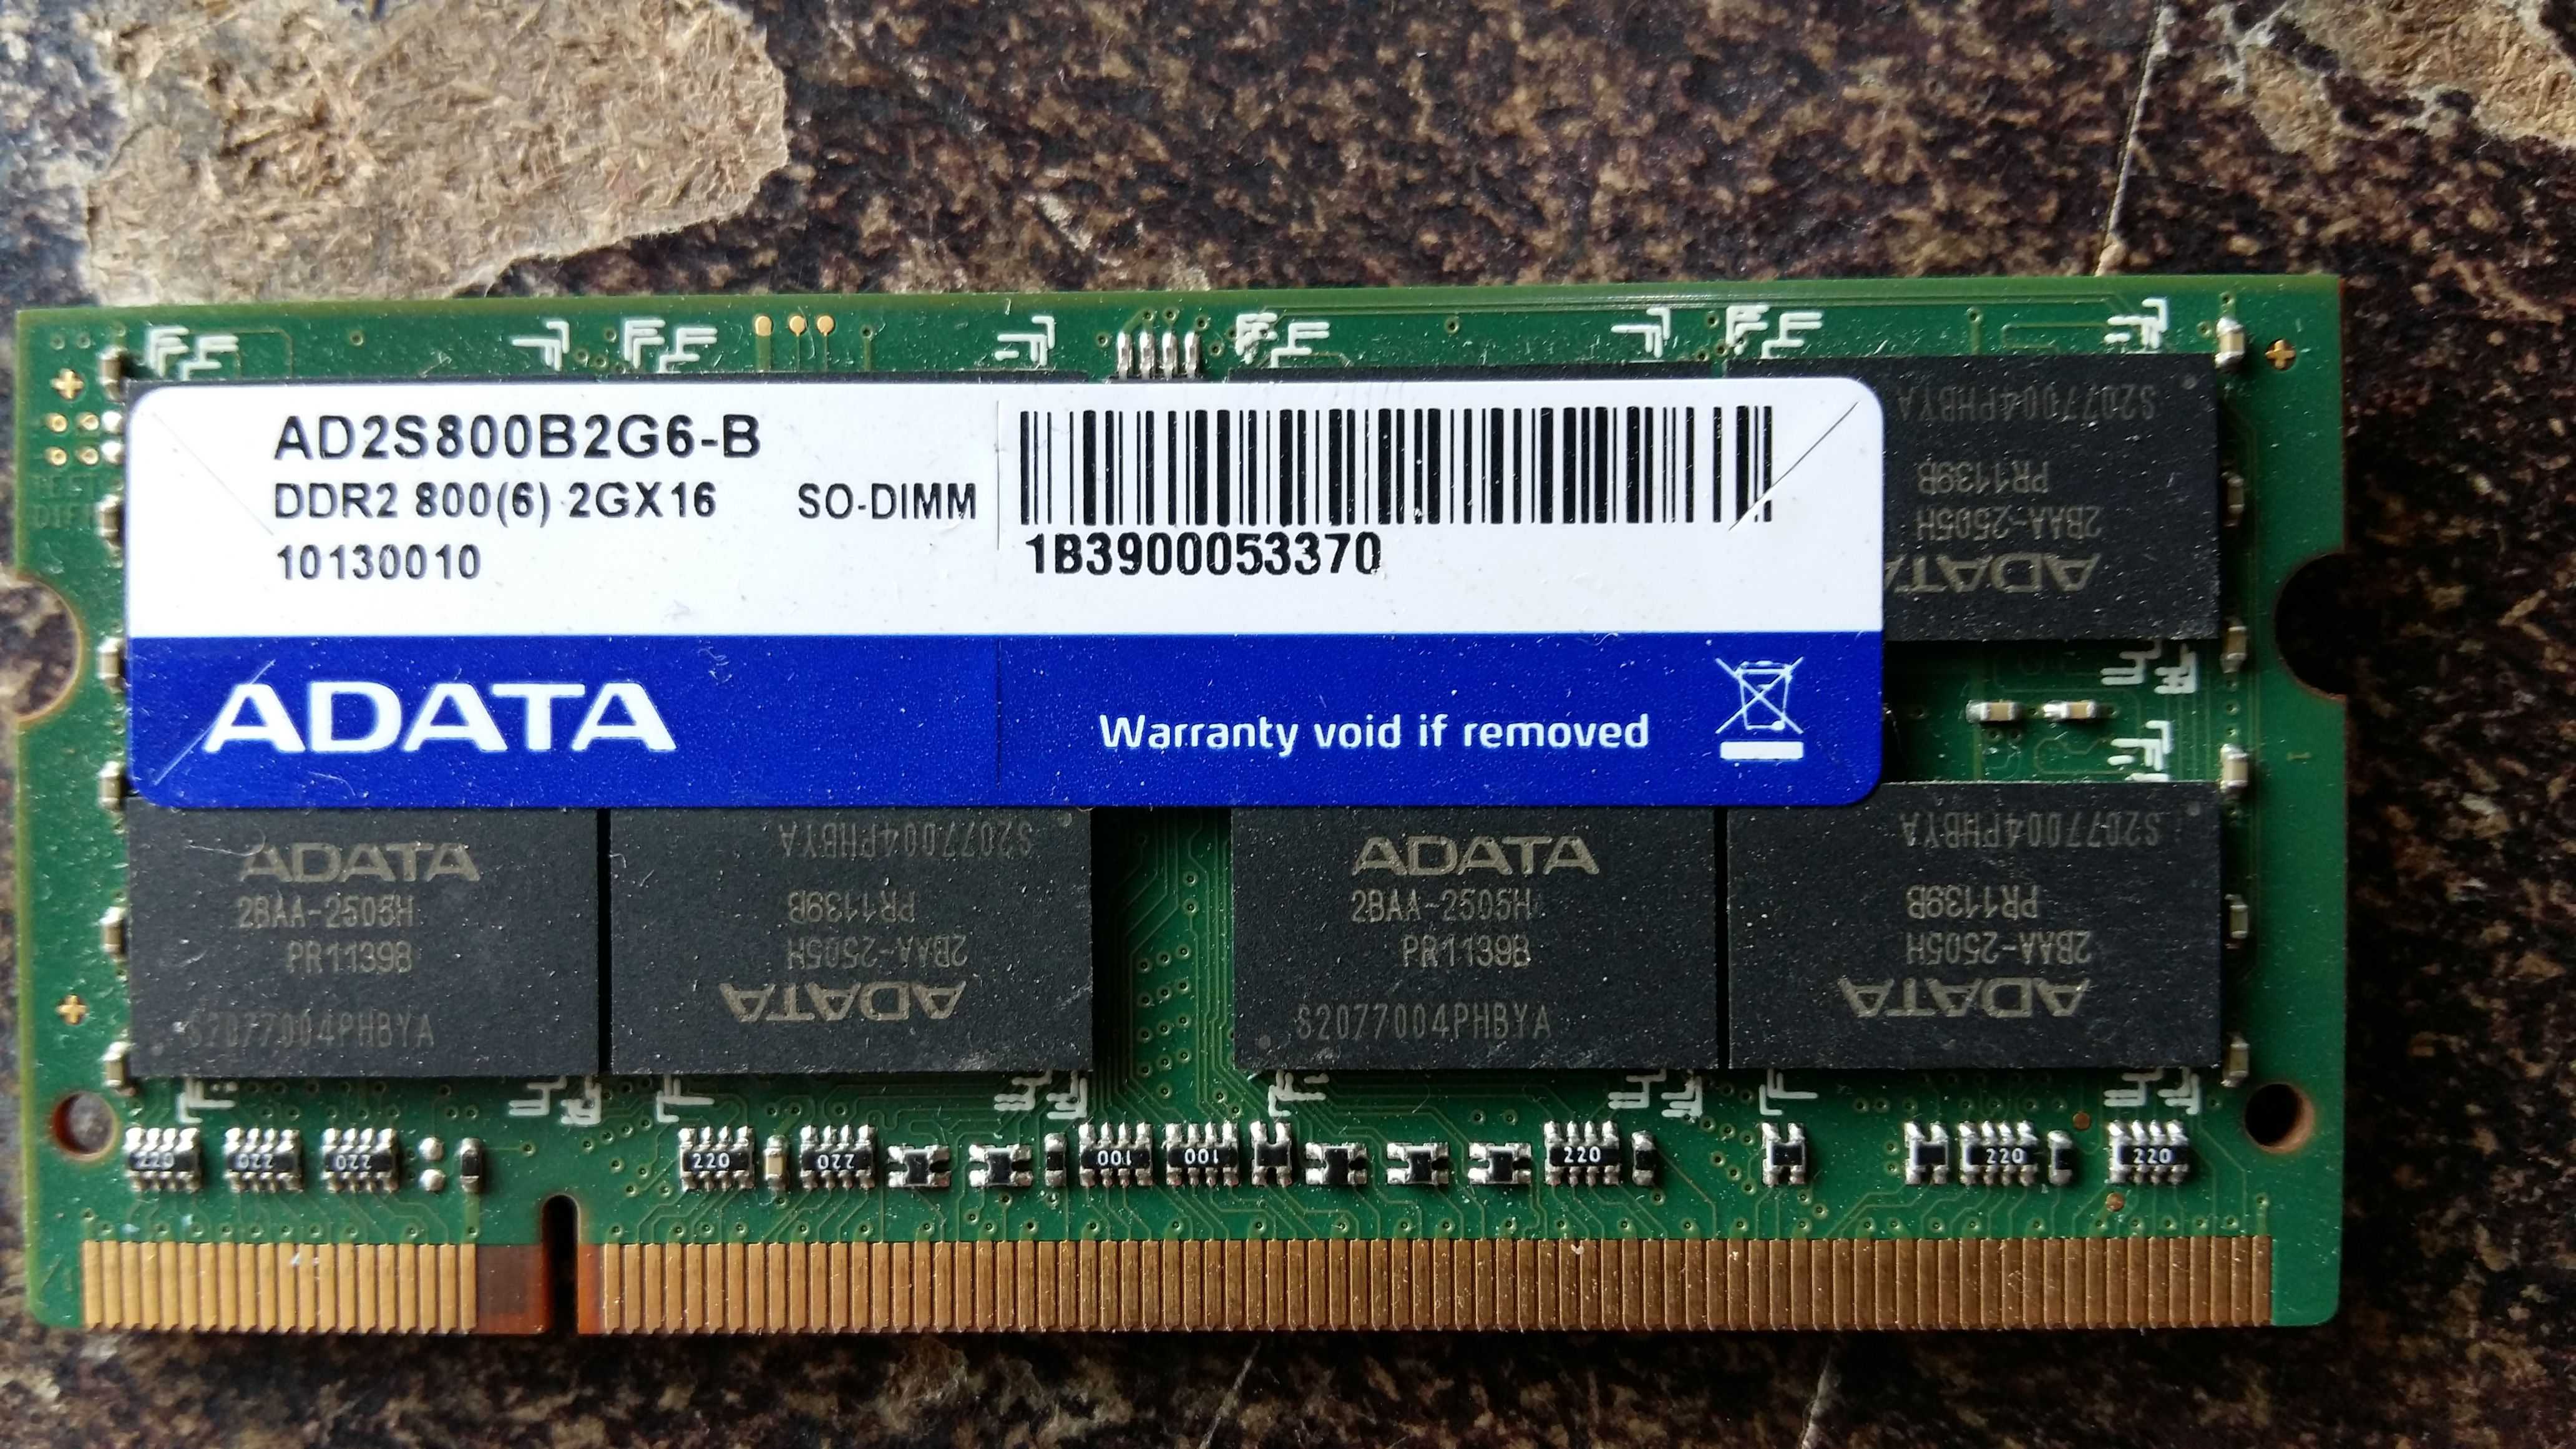 AD2S800B2G6-B
DDR2 800(6) 2GX16 SO-DIMM
10130010
1B3900053370
ADATA
Warranty void if removed
S2077004PHBYA
PR1139B
2BAA-2505H
ADATA
ADATA
2BAA-2505H
PR1139B
S2077004PHBYA
S2077004PHBYA
PR1139B
2BAA-2505H
ADATA
ADATA
2BAA-2505H
PR1139B
S2077004PHBYA
S2077004PHBYA
PR1139B
2BAA-2505H
ADATA
220 220 220 220 220 100 100 220 220 220